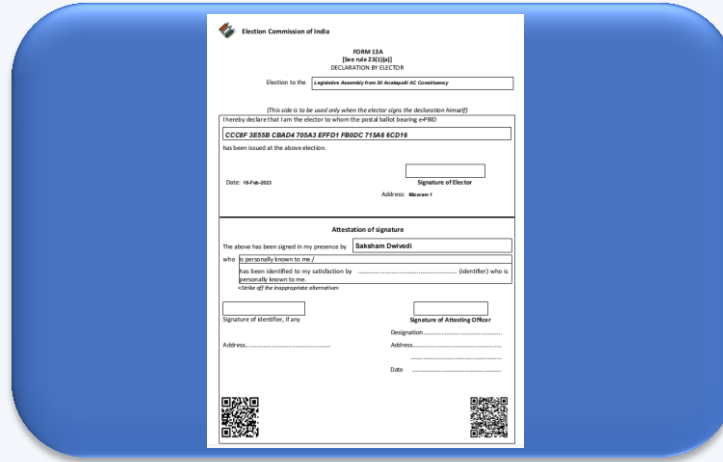 Election Commission of India
FORM 13A
[See rule 23(1)(a)]
DECLARATION BY ELECTOR
Election to the Legislative Assembly from 30 Anakapalli AC Constituency
(This side is to be used only when the elector signs the declaration himself)
I hereby declare that I am the elector to whom the postal ballot bearing e-PBID
CCC8F 3E55B CBAD4 705A3 EFFD1 FB0DC 715A6 6CD16
has been issued at the above election.
Date: 16-Feb-2023
Signature of Elector
Address: Mizoram 1
Attestation of signature
The above has been signed in my presence by Saksham Dwivedi
who is personally known to me /
has been identified to my satisfaction by ........................................ (identifier) who is
personally known to me.
<Strike off the inappropriate alternative>
Signature of Identifier, if any
Signature of Attesting Officer
Designation................................
Address................................
Address................................
................................
Date ................................